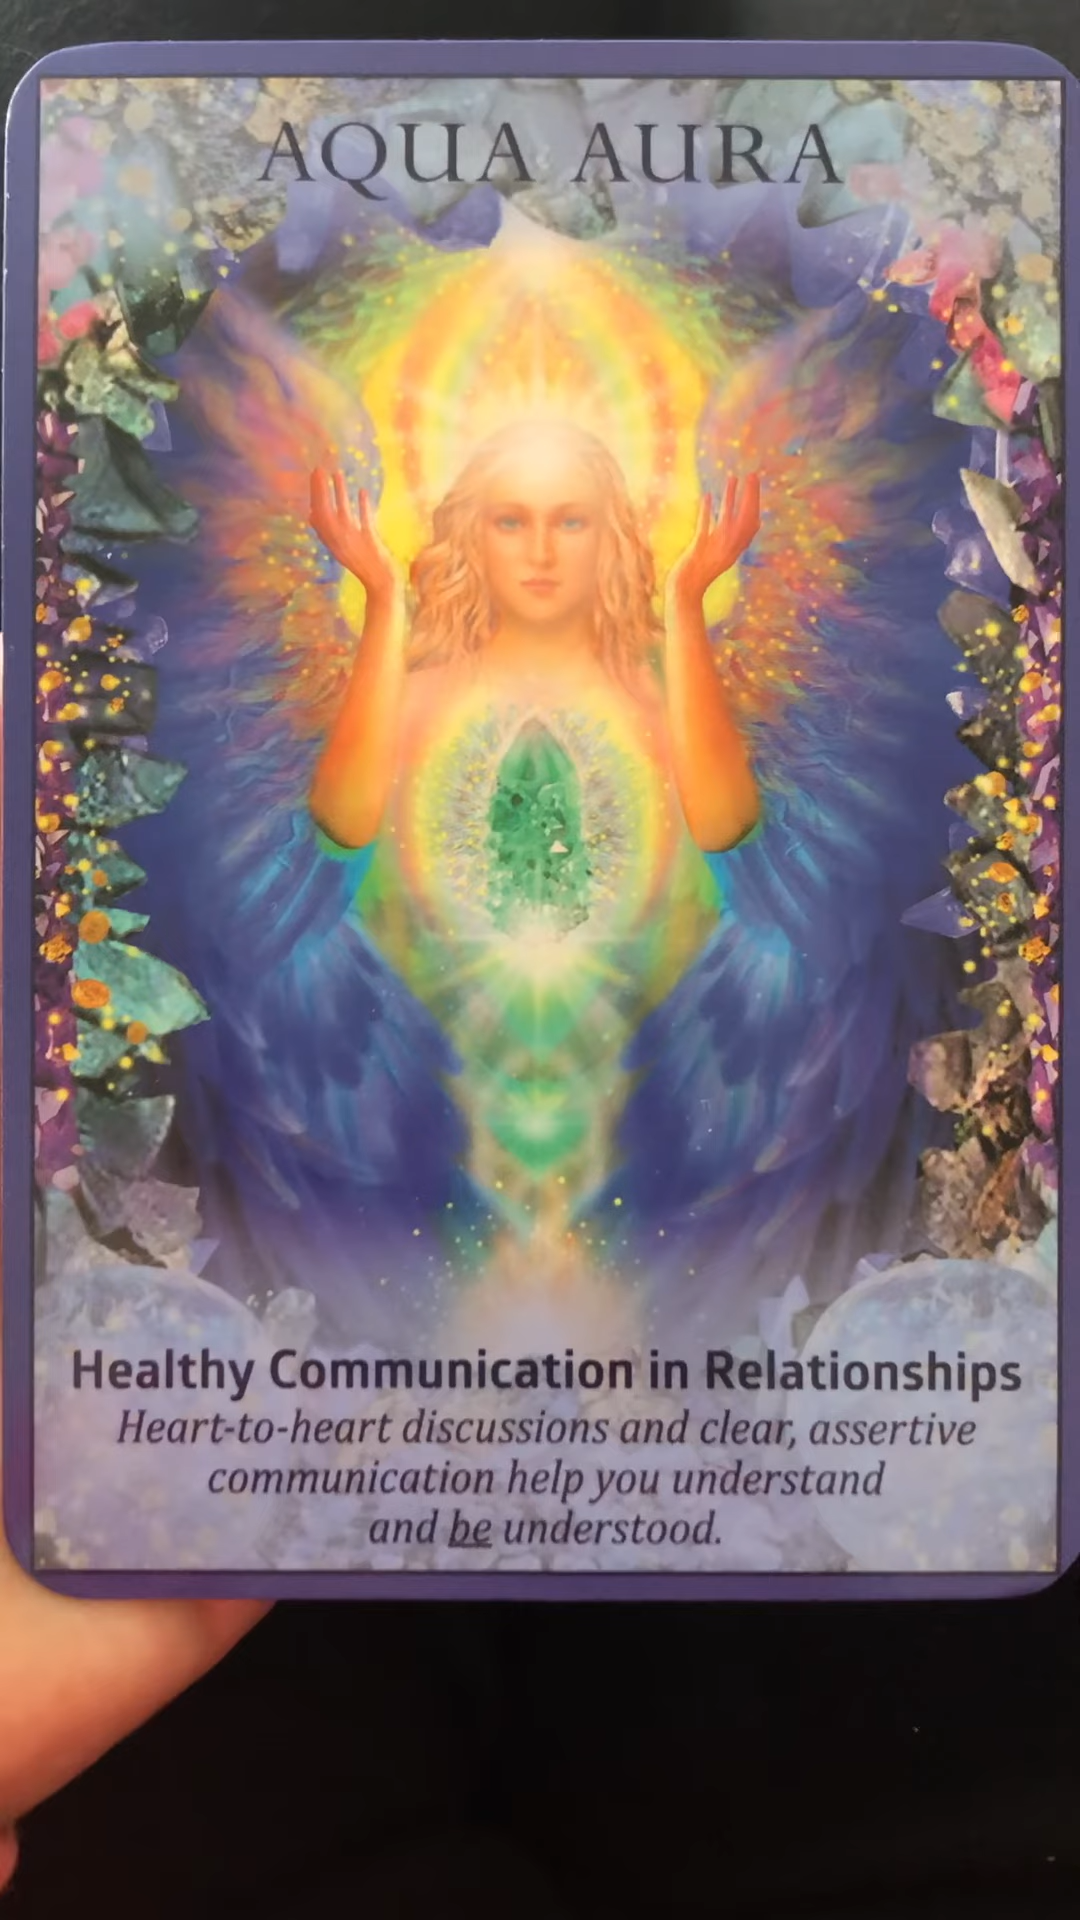 AQUA AURA
Healthy Communication in Relationships
Heart-to-heart discussions and clear, assertive
communication help you understand
and be understood.